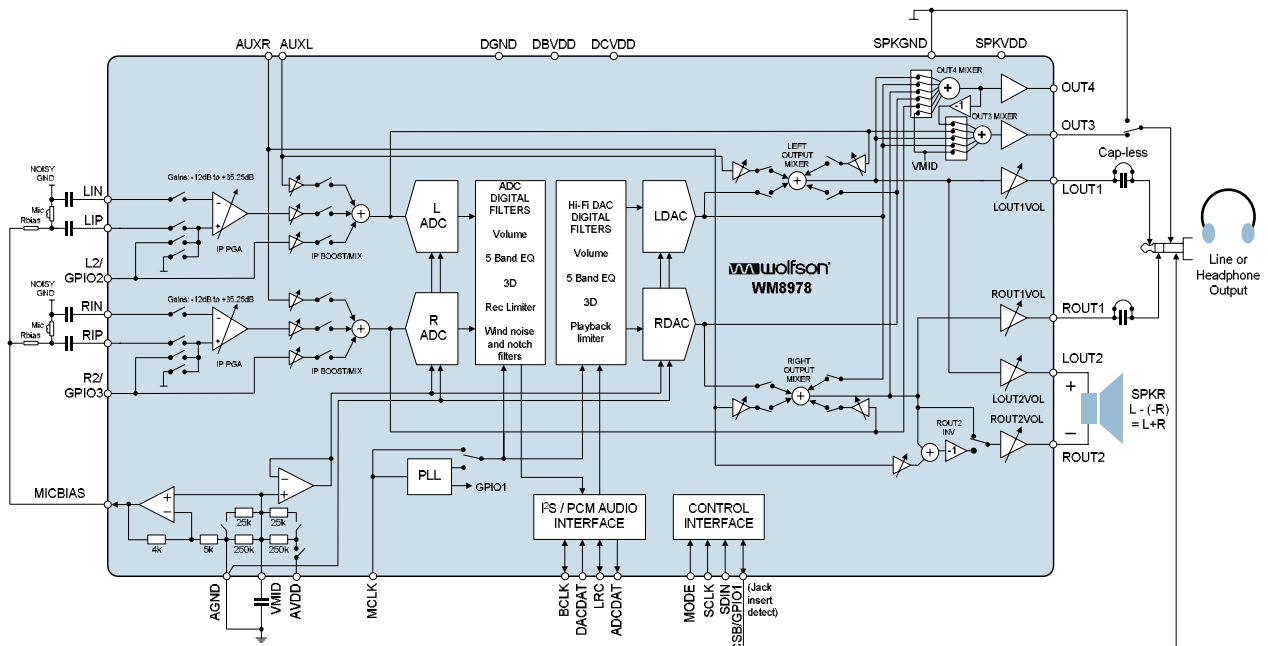 AUXR AUXL
DGND DBVDD DCVDD
SPKGND SPKVDD
OUT4 MIXER
-1
OUT3 MIXER
VMID
OUT4
OUT3
Cap-less
LOUT1
LOUT1VOL
LEFT
OUTPUT
MIXER
NOISY
GND
LIN
Mic
Rbias
LIP
L2/
GPIO2
Gains: -12dB to +35.25dB
IP PGA
IP BOOST/MIX
NOISY
GND
RIN
Mic
Rbias
RIP
R2/
GPIO3
Gains: -12dB to +35.25dB
IP PGA
IP BOOST/MIX
L
ADC
R
ADC
ADC
DIGITAL
FILTERS
Volume
5 Band EQ
3D
Rec Limiter
Wind noise
and notch
filters
Hi-Fi DAC
DIGITAL
FILTERS
Volume
5 Band EQ
3D
Playback
limiter
LDAC
RDAC
wolfson®
WM8978
RIGHT
OUTPUT
MIXER
ROUT1VOL
ROUT1
LOUT2
LOUT2VOL
ROUT2VOL
ROUT2
ROUT2
INV
-1
Line or
Headphone
Output
SPKR
L - (-R)
= L+R
+
–
MICBIAS
4k
5k
25k
25k
250k
250k
PLL
GPIO1
I²S / PCM AUDIO
INTERFACE
CONTROL
INTERFACE
AGND
VMID
AVDD
MCLK
BCLK
DACDAT
LRC
ADCDAT
MODE
SCLK
SDIN
CSB/GPIO1
(Jack
insert
detect)